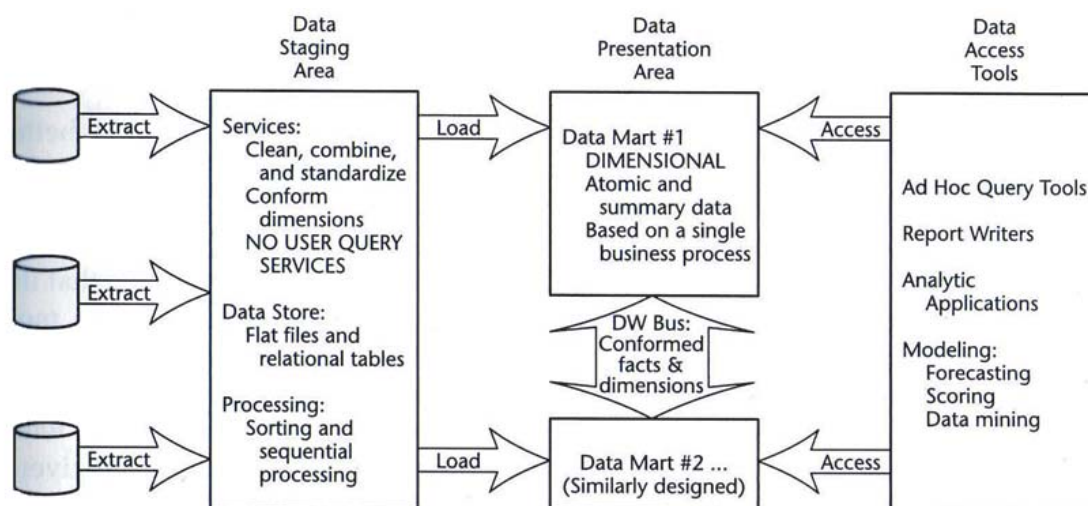 Data
Staging
Area
Data
Presentation
Area
Data
Access
Tools
Extract
Extract
Extract
Services:
Clean, combine,
and standardize
Conform
dimensions
NO USER QUERY
SERVICES
Data Store:
Flat files and
relational tables
Processing:
Sorting and
sequential
processing
Load
Load
Data Mart #1
DIMENSIONAL
Atomic and
summary data
Based on a single
business process
DW Bus:
Conformed
facts &
dimensions
Data Mart #2 ...
(Similarly designed)
Access
Access
Ad Hoc Query Tools
Report Writers
Analytic
Applications
Modeling:
Forecasting
Scoring
Data mining